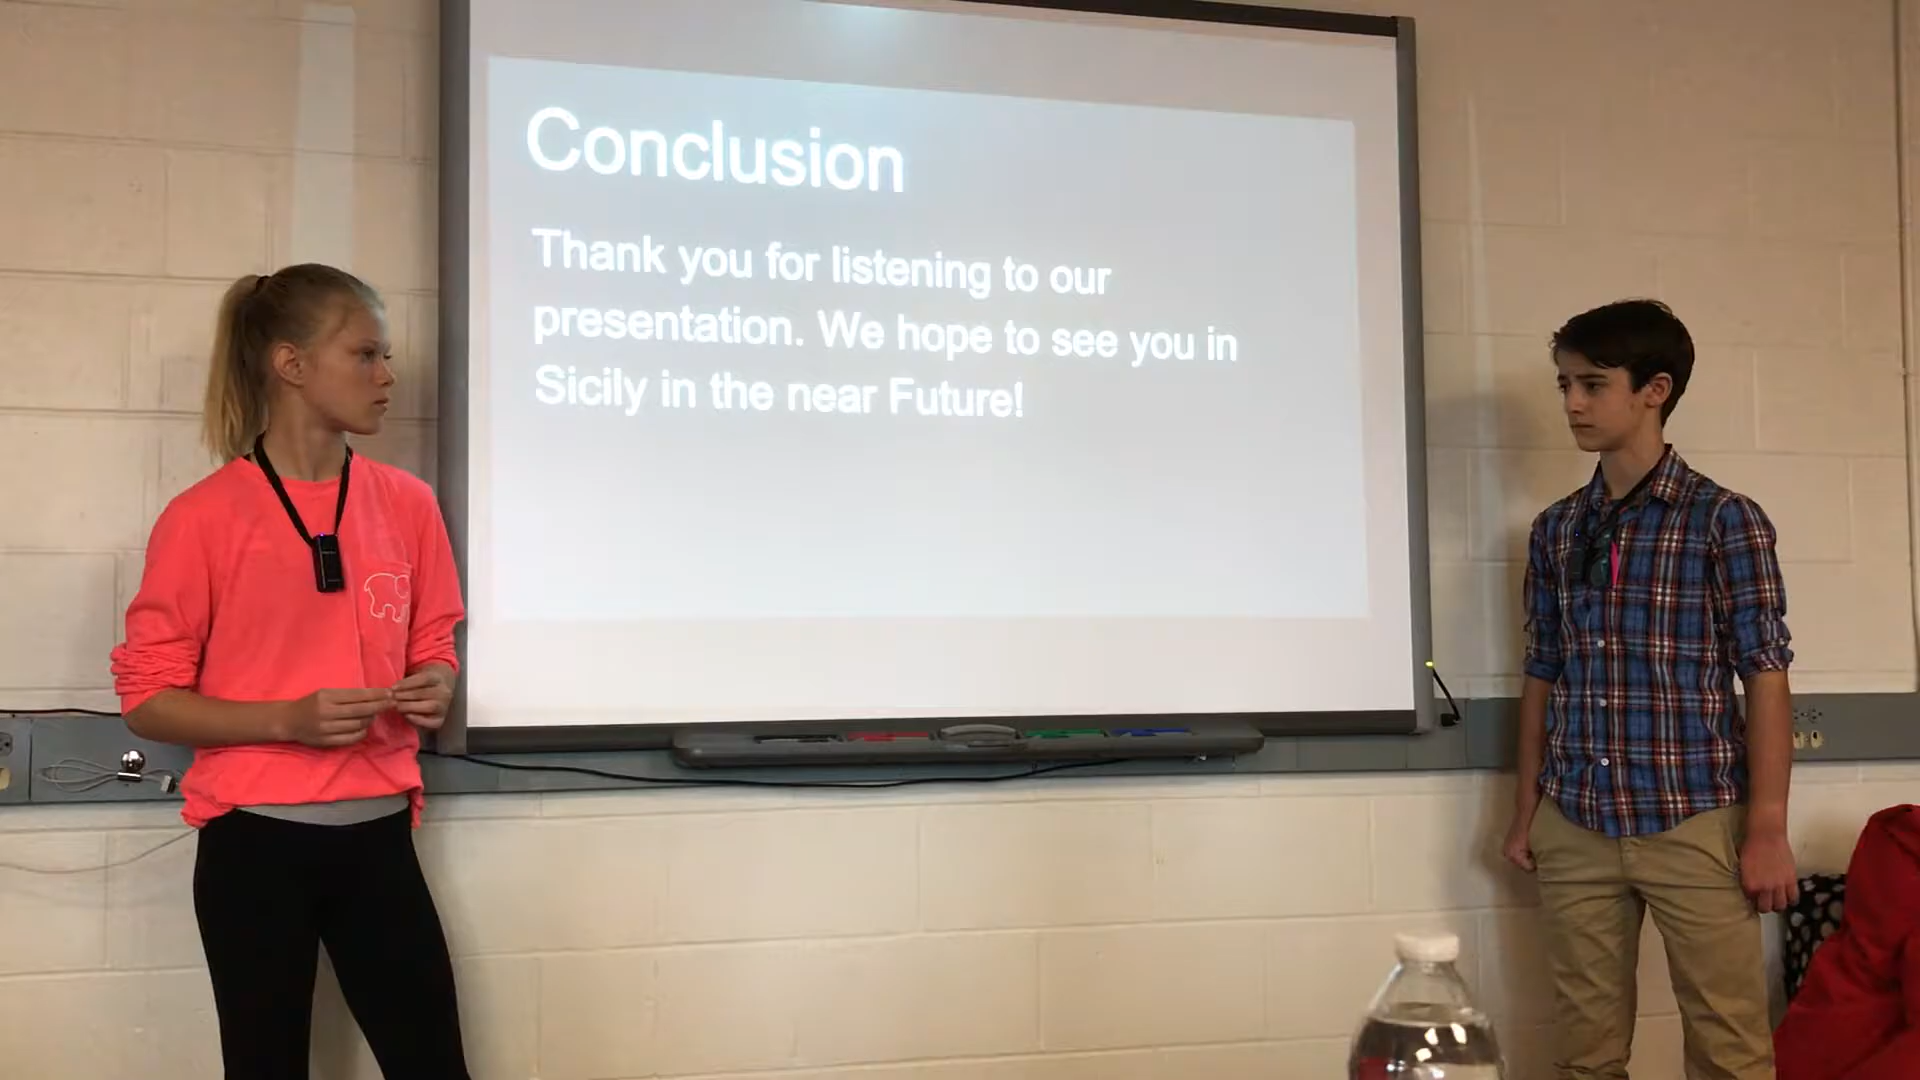 Conclusion
Thank you for listening to our
presentation. We hope to see you in
Sicily in the near Future!